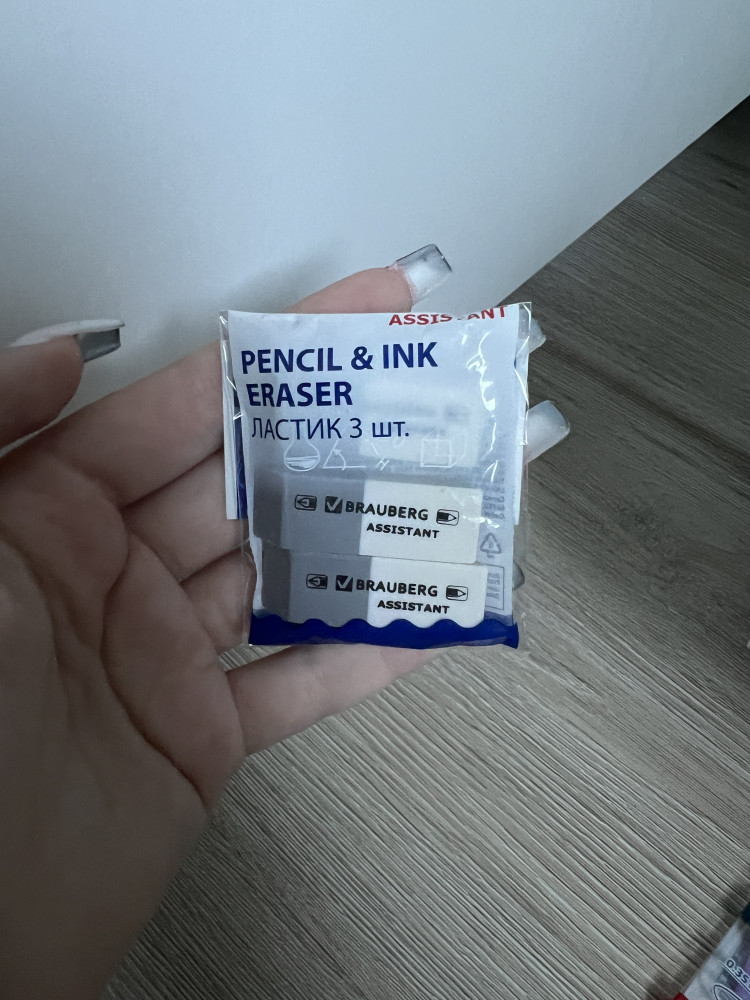 ASSISTANT
PENCIL & INK
ERASER
ЛАСТИК 3 шт.
BRAUBERG
ASSISTANT
BRAUBERG
ASSISTANT